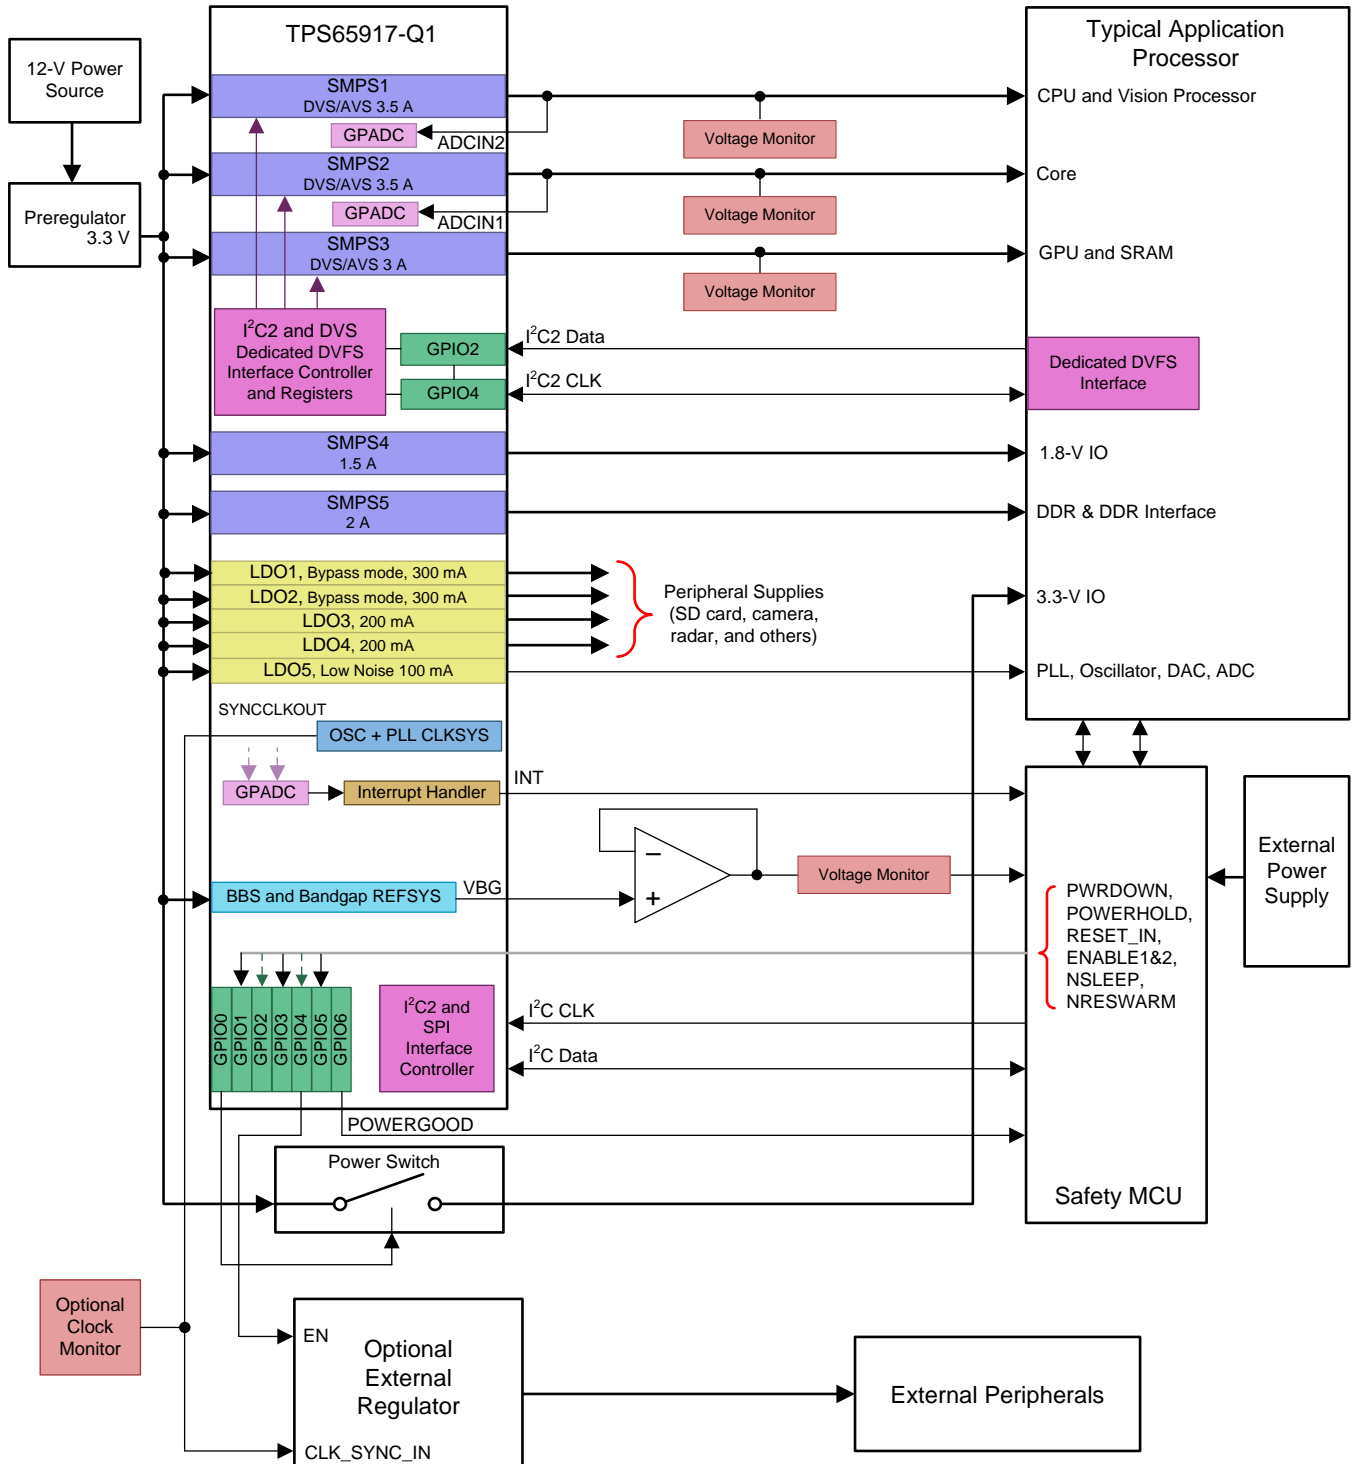 TPS65917-Q1
Typical Application
Processor
12-V Power
Source
SMPS1
DVS/AVS 3.5 A
CPU and Vision Processor
GPADC
ADCIN2
Voltage Monitor
SMPS2
DVS/AVS 3.5 A
Core
Preregulator
3.3 V
GPADC
ADCIN1
Voltage Monitor
SMPS3
DVS/AVS 3 A
GPU and SRAM
Voltage Monitor
I²C2 and DVS
Dedicated DVFS
Interface Controller
and Registers
GPIO2
GPIO4
I²C2 Data
I²C2 CLK
Dedicated DVFS
Interface
SMPS4
1.5 A
1.8-V IO
SMPS5
2 A
DDR & DDR Interface
LDO1, Bypass mode, 300 mA
LDO2, Bypass mode, 300 mA
LDO3, 200 mA
LDO4, 200 mA
LDO5, Low Noise 100 mA
Peripheral Supplies
(SD card, camera,
radar, and others)
3.3-V IO
PLL, Oscillator, DAC, ADC
SYNCCLKOUT
OSC + PLL CLKSYS
GPADC
Interrupt Handler
INT
BBS and Bandgap REFSYS
VBG
−
+
Voltage Monitor
External
Power
Supply
PWRDOWN,
POWERHOLD,
RESET_IN,
ENABLE1&2,
NSLEEP,
NRESWARM
GPIO0
GPIO1
GPIO2
GPIO3
GPIO4
GPIO5
GPIO6
I²C2 and
SPI
Interface
Controller
I²C CLK
I²C Data
POWERGOOD
Power Switch
Safety MCU
Optional
Clock
Monitor
EN
Optional
External
Regulator
CLK_SYNC_IN
External Peripherals